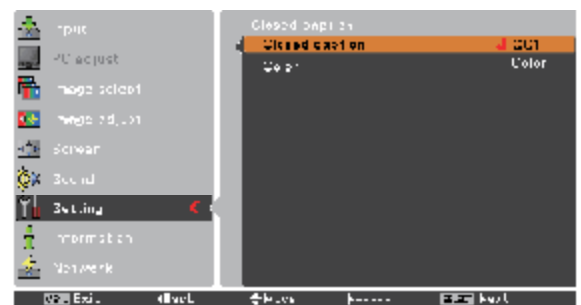 Input
PC adjust
Image select
Image adjust
Screen
Sound
Setting
Information
Network
Closed caption
Closed caption CC1
Color Color
Exit Back Move ----- Next